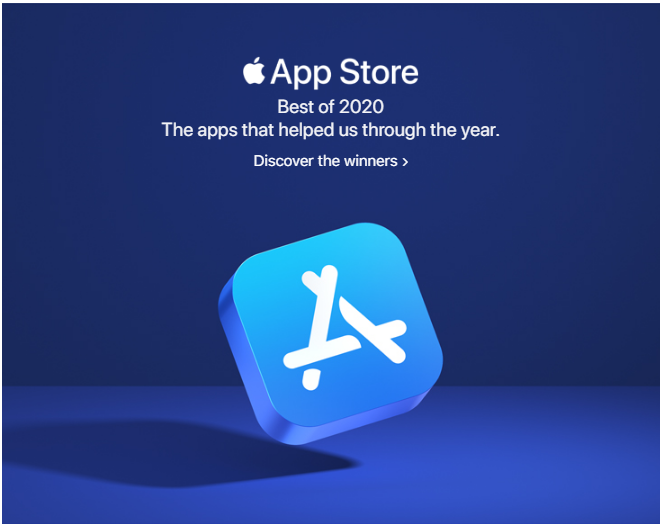 App Store
Best of 2020
The apps that helped us through the year.
Discover the winners ›